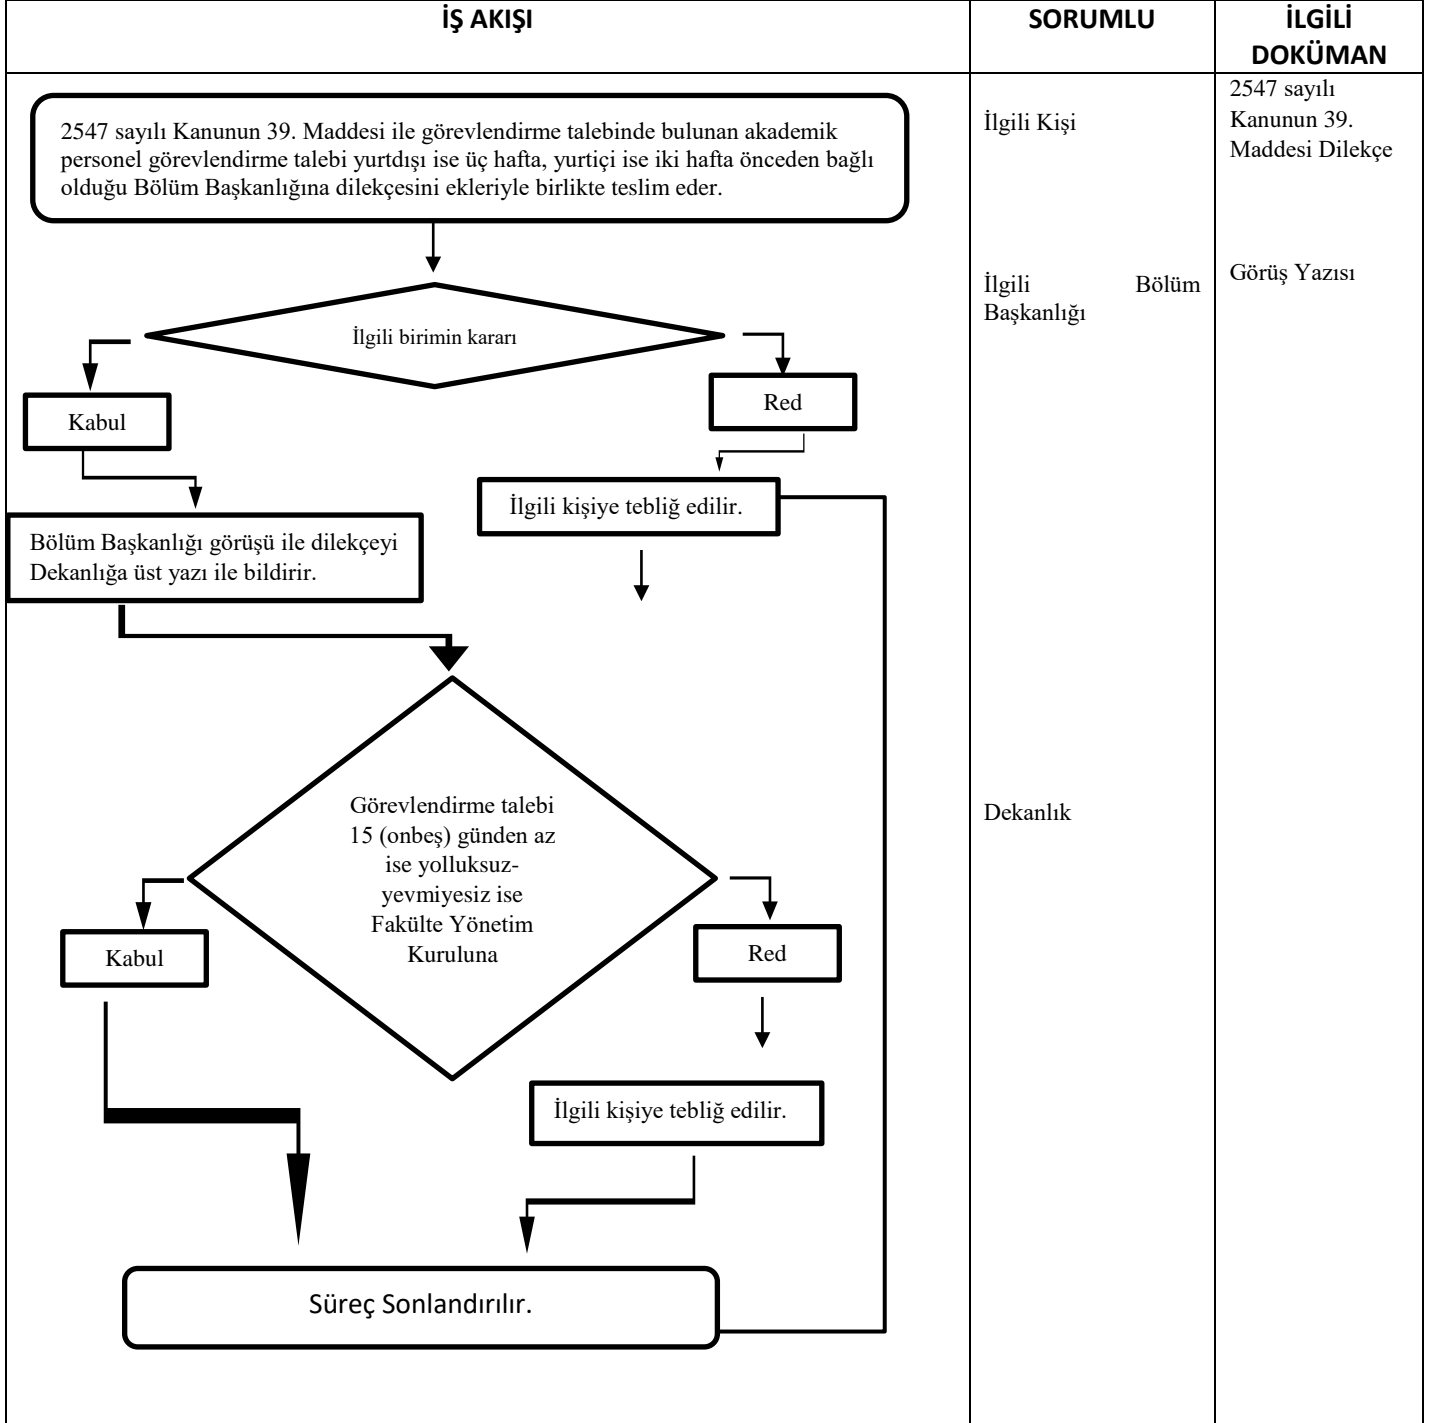 İŞ AKIŞI
SORUMLU
İLGİLİ
DOKÜMAN
2547 sayılı Kanunun 39. Maddesi ile görevlendirme talebinde bulunan akademik
personel görevlendirme talebi yurtdışı ise üç hafta, yurtiçi ise iki hafta önceden bağlı
olduğu Bölüm Başkanlığına dilekçesini ekleriyle birlikte teslim eder.
İlgili Kişi
2547 sayılı
Kanunun 39.
Maddesi Dilekçe
İlgili birimin kararı
İlgili Bölüm
Başkanlığı
Görüş Yazısı
Kabul
Red
İlgili kişiye tebliğ edilir.
Bölüm Başkanlığı görüşü ile dilekçeyi
Dekanlığa üst yazı ile bildirir.
Görevlendirme talebi
15 (onbeş) günden az
ise yolluksuz-
yevmiyesiz ise
Fakülte Yönetim
Kuruluna
Dekanlık
Kabul
Red
İlgili kişiye tebliğ edilir.
Süreç Sonlandırılır.